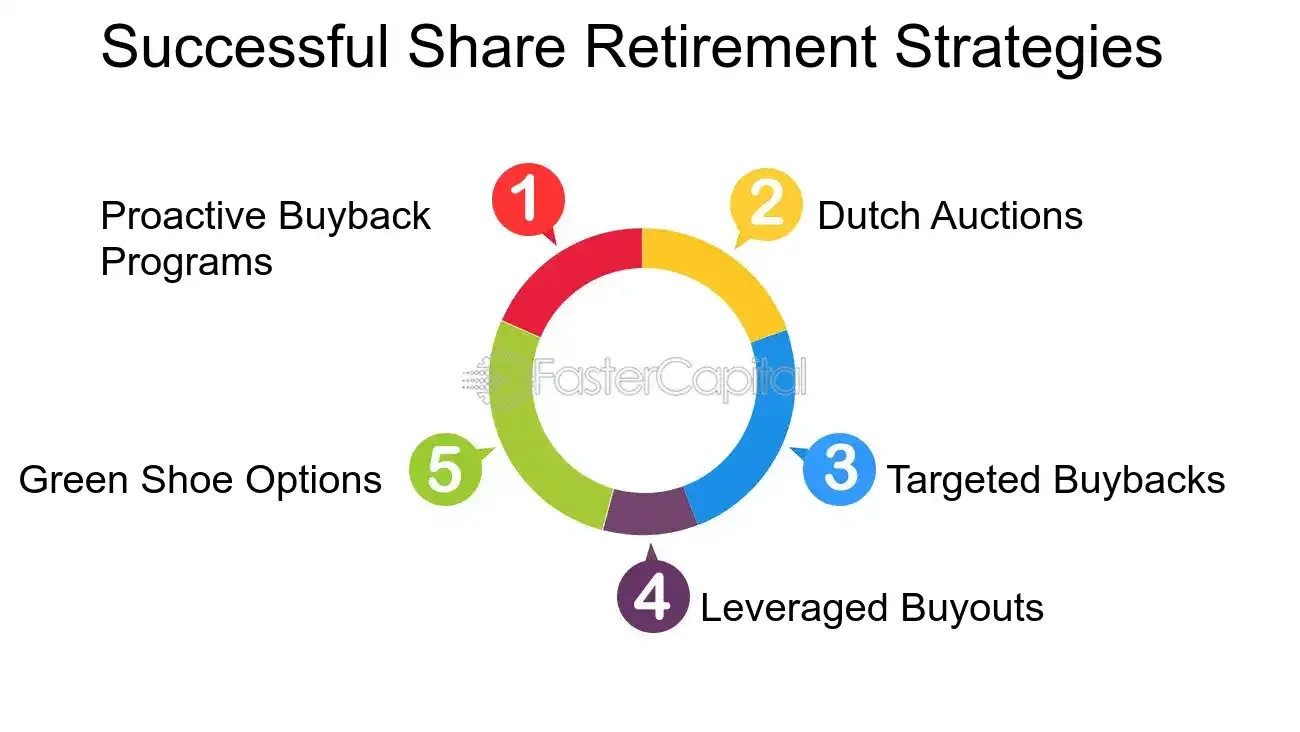 Successful Share Retirement Strategies
1
Proactive Buyback
Programs
2
Dutch Auctions
FasterCapital
3
Targeted Buybacks
4
Leveraged Buyouts
5
Green Shoe Options